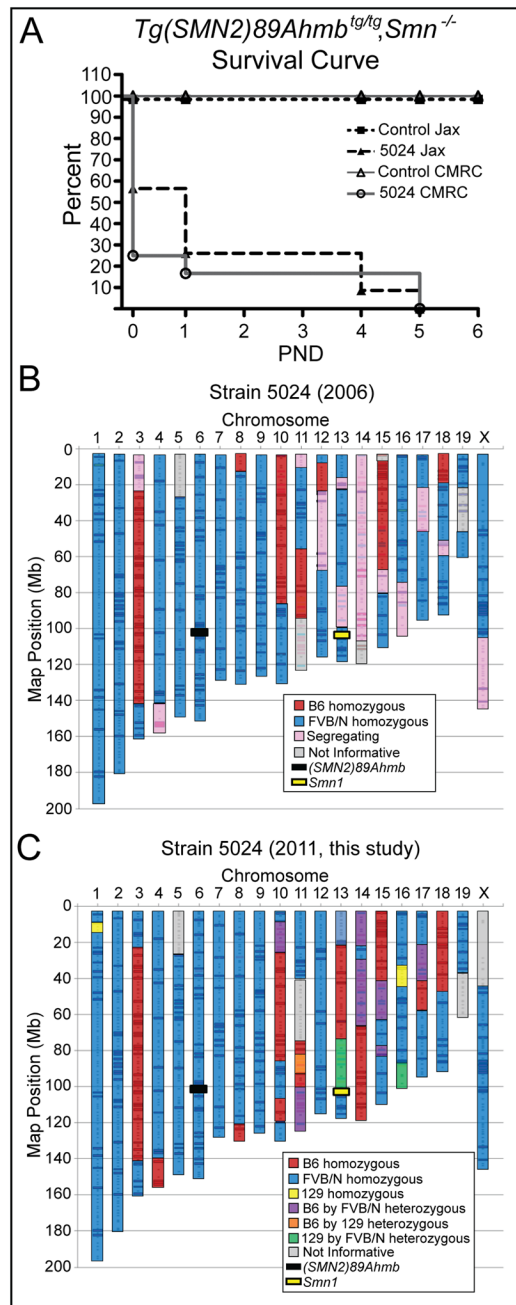 A
Tg(SMN2)89Ahmb^tg/tg,Smn^-/-
Survival Curve
110
100
90
80
70
60
50
40
30
20
10
Percent
Control Jax
5024 Jax
Control CMRC
5024 CMRC
0 1 2 3 4 5 6
PND
B
Strain 5024 (2006)
Chromosome
1 2 3 4 5 6 7 8 9 10 11 12 13 14 15 16 17 18 19 X
0
20
40
60
80
100
120
140
160
180
200
Map Position (Mb)
B6 homozygous
FVB/N homozygous
Segregating
Not Informative
(SMN2)89Ahmb
Smn1
C
Strain 5024 (2011, this study)
Chromosome
1 2 3 4 5 6 7 8 9 10 11 12 13 14 15 16 17 18 19 X
0
20
40
60
80
100
120
140
160
180
200
Map Position (Mb)
B6 homozygous
FVB/N homozygous
129 homozygous
B6 by FVB/N heterozygous
B6 by 129 heterozygous
129 by FVB/N heterozygous
Not Informative
(SMN2)89Ahmb
Smn1